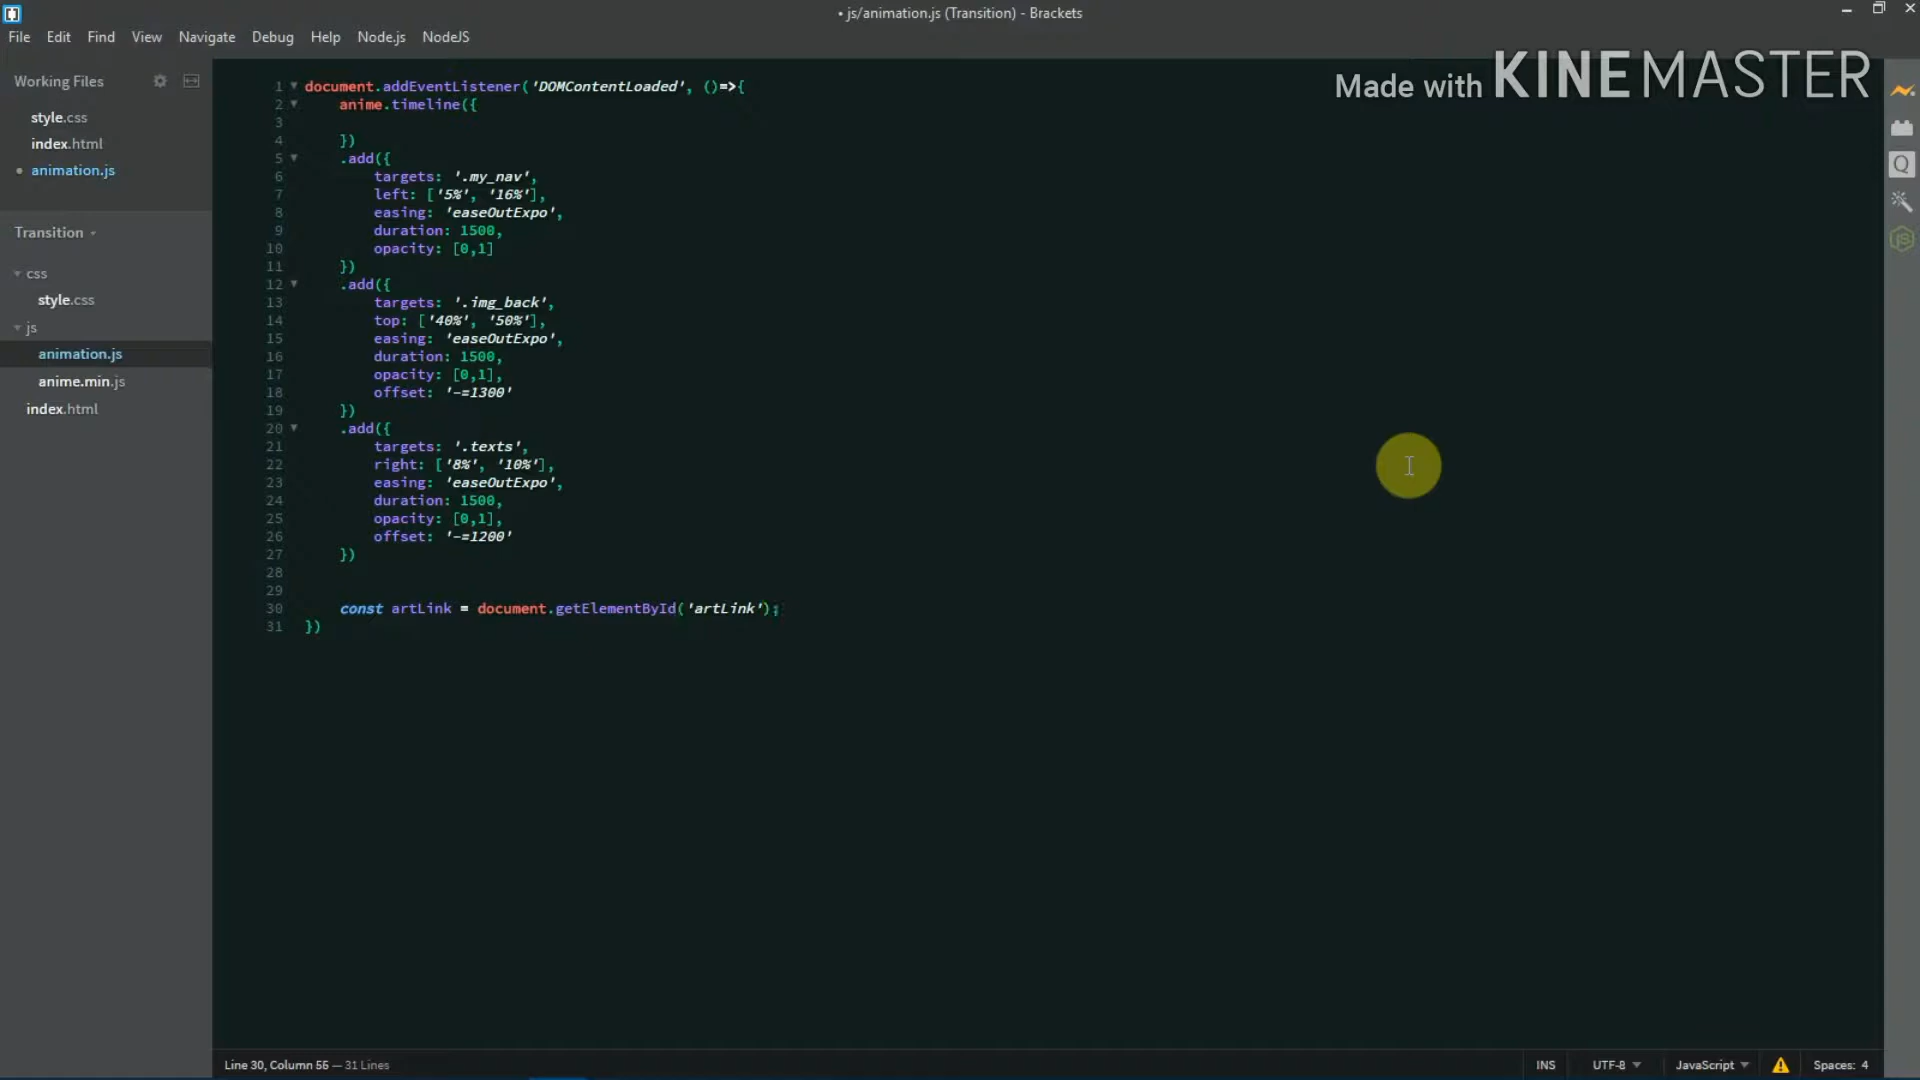 • js/animation.js (Transition) - Brackets
File Edit Find View Navigate Debug Help Node.js NodeJS
Made with KINEMASTER
Working Files
style.css
index.html
• animation.js
Transition
css
style.css
js
animation.js
anime.min.js
index.html
1 document.addEventListener('DOMContentLoaded', ()=>{
2 anime.timeline({
3
4 })
5 .add({
6 targets: '.my_nav',
7 left: ['5%', '16%'],
8 easing: 'easeOutExpo',
9 duration: 1500,
10 opacity: [0,1]
11 })
12 .add({
13 targets: '.img_back',
14 top: ['40%', '50%'],
15 easing: 'easeOutExpo',
16 duration: 1500,
17 opacity: [0,1],
18 offset: '-=1300'
19 })
20 .add({
21 targets: '.texts',
22 right: ['8%', '10%'],
23 easing: 'easeOutExpo',
24 duration: 1500,
25 opacity: [0,1],
26 offset: '-=1200'
27 })
28
29
30 const artLink = document.getElementById('artLink');
31 })
Q
JS
Line 30, Column 55 — 31 Lines
INS UTF-8 JavaScript Spaces: 4